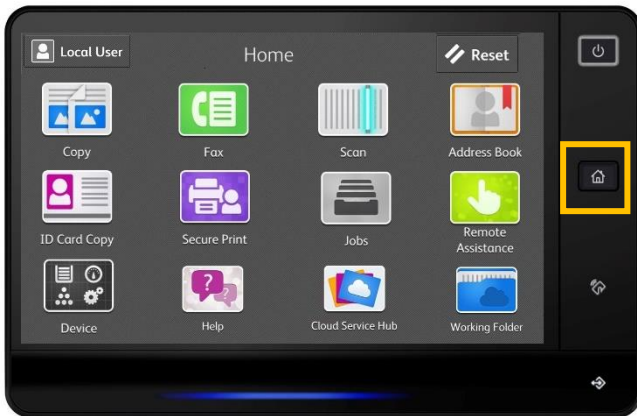 Local User
Home
Reset
Copy
Fax
Scan
Address Book
ID Card Copy
Secure Print
Jobs
Remote
Assistance
Device
Help
Cloud Service Hub
Working Folder